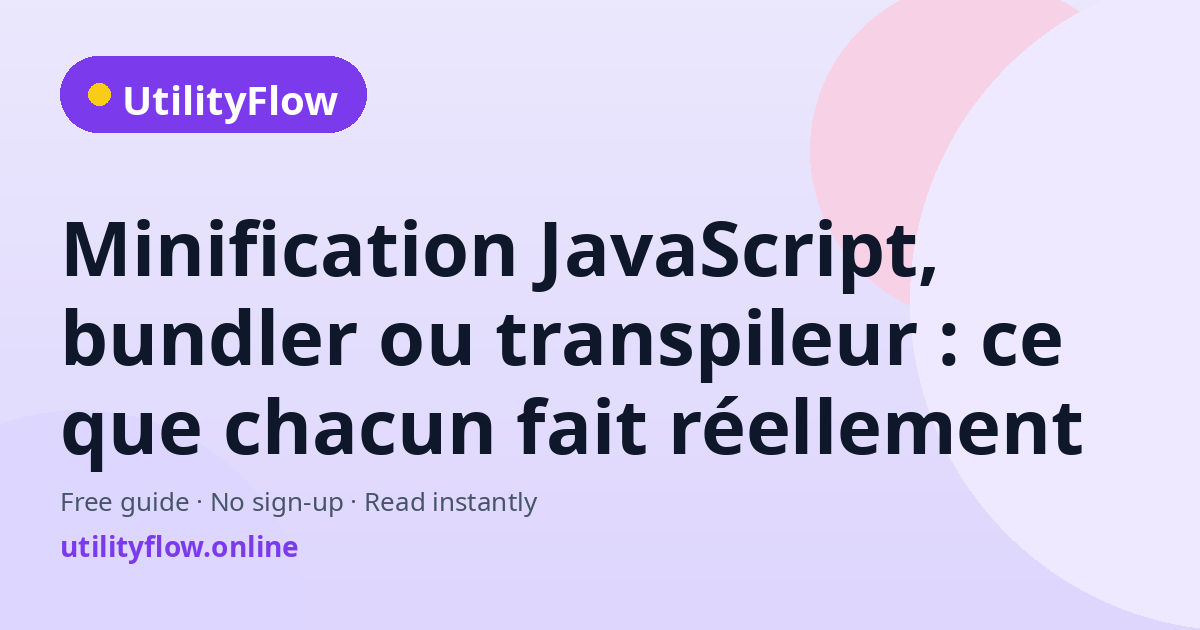 UtilityFlow
Minification JavaScript,
bundler ou transpileur : ce
que chacun fait réellement
Free guide · No sign-up · Read instantly
utilityflow.online